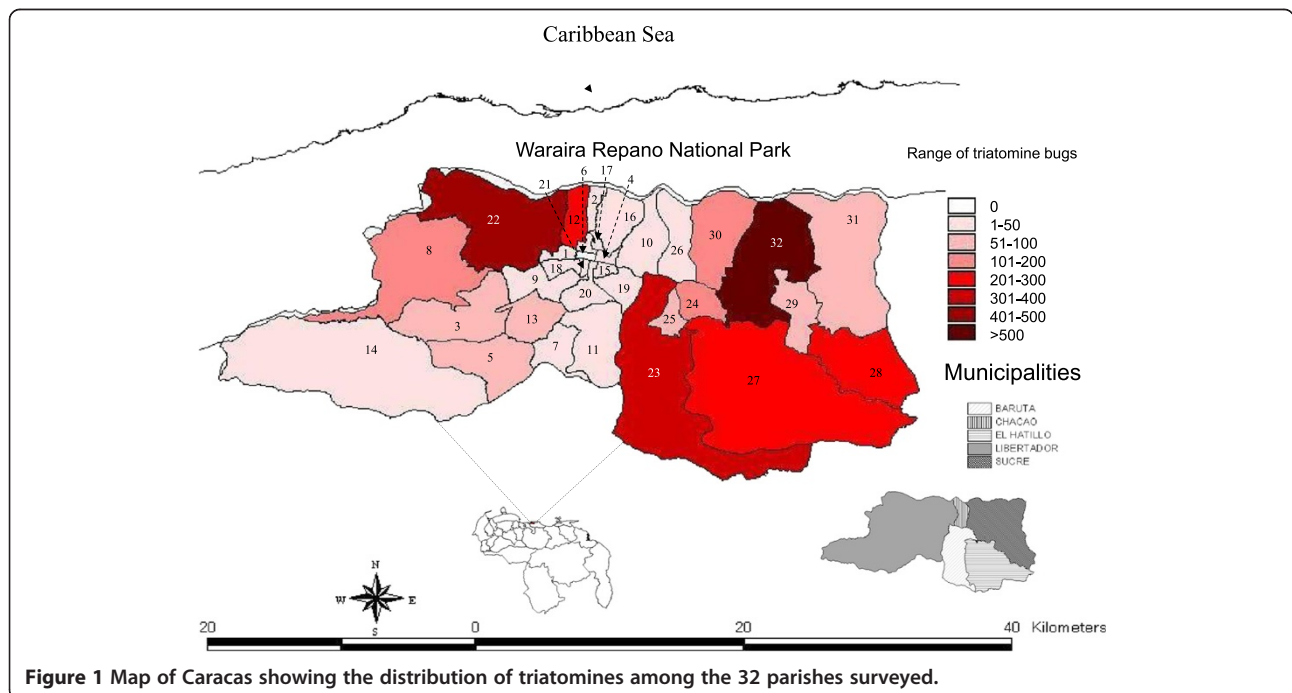 Caribbean Sea
Waraira Repano National Park
Range of triatomine bugs
0
1-50
51-100
101-200
201-300
301-400
401-500
>500
21
6
17
4
22
12
21
16
10
26
30
32
31
8
1
18
15
9
20
19
24
29
25
3
13
14
5
7
11
23
27
28
Municipalities
BARUTA
CHACAO
EL HATILLO
LIBERTADOR
SUCRE
N
W
E
S
20
0
20
40
Kilometers
Figure 1 Map of Caracas showing the distribution of triatomines among the 32 parishes surveyed.